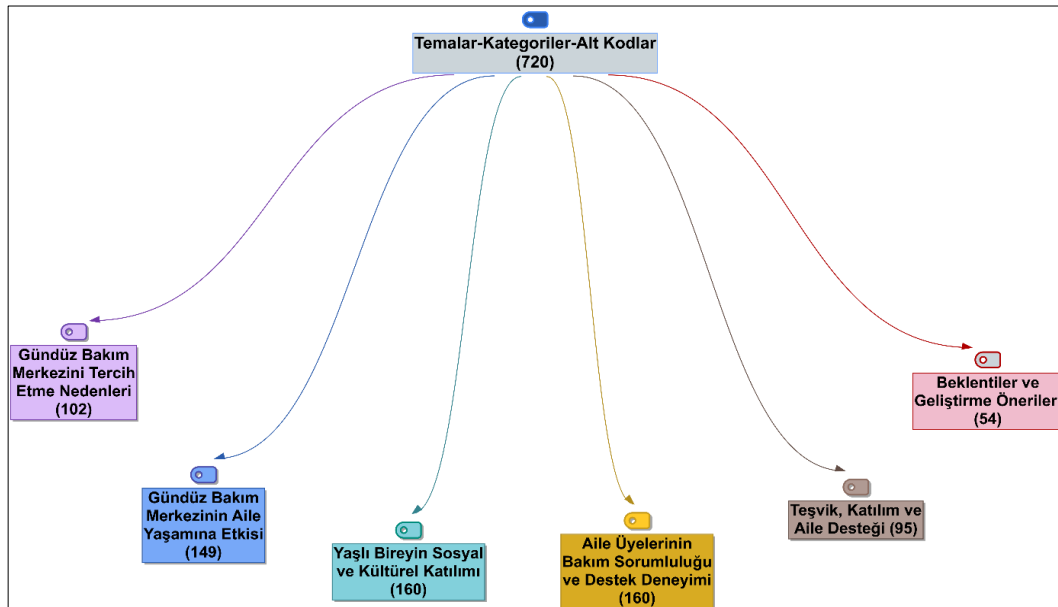 Temalar-Kategoriler-Alt Kodlar
(720)
Gündüz Bakım
Merkezini Tercih
Etme Nedenleri
(102)
Gündüz Bakım
Merkezinin Aile
Yaşamına Etkisi
(149)
Yaşlı Bireyin Sosyal
ve Kültürel Katılımı
(160)
Aile Üyelerinin
Bakım Sorumluluğu
ve Destek Deneyimi
(160)
Teşvik, Katılım ve
Aile Desteği (95)
Beklentiler ve
Geliştirme Öneriler
(54)